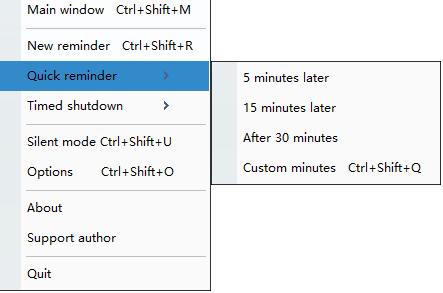 Main window Ctrl+Shift+M
New reminder Ctrl+Shift+R
Quick reminder
Timed shutdown
Silent mode Ctrl+Shift+U
Options Ctrl+Shift+O
About
Support author
Quit
5 minutes later
15 minutes later
After 30 minutes
Custom minutes Ctrl+Shift+Q